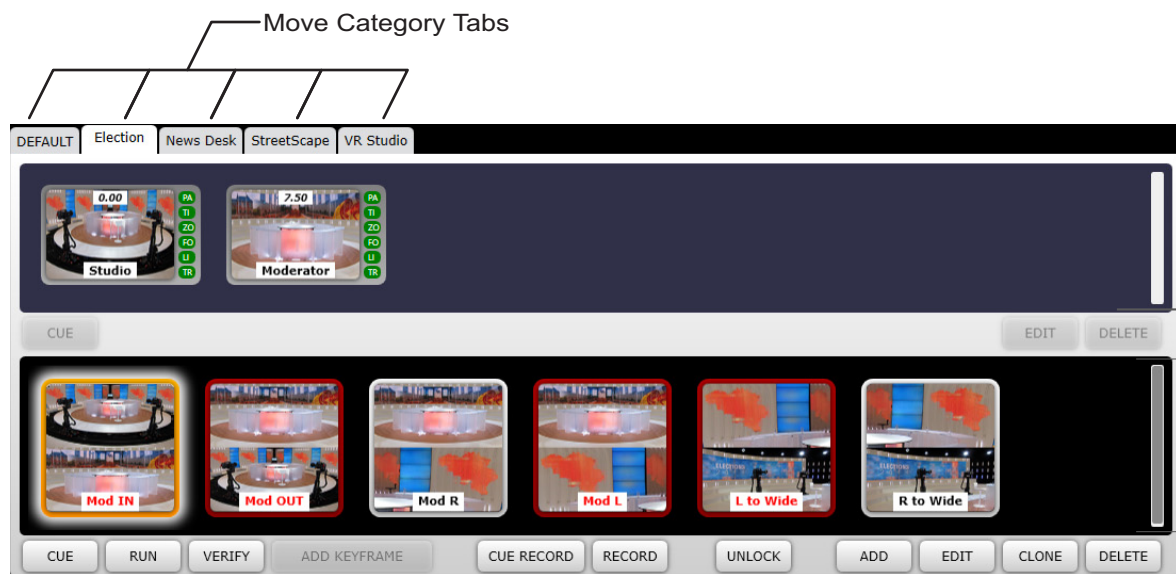 Move Category Tabs
DEFAULT Election News Desk StreetScape VR Studio
0.00 PA 7.50 PA
TI TI
ZO ZO
FO FO
LI LI
Studio TR Moderator TR
CUE EDIT DELETE
Mod IN Mod OUT Mod R Mod L L to Wide R to Wide
CUE RUN VERIFY ADD KEYFRAME CUE RECORD RECORD UNLOCK ADD EDIT CLONE DELETE